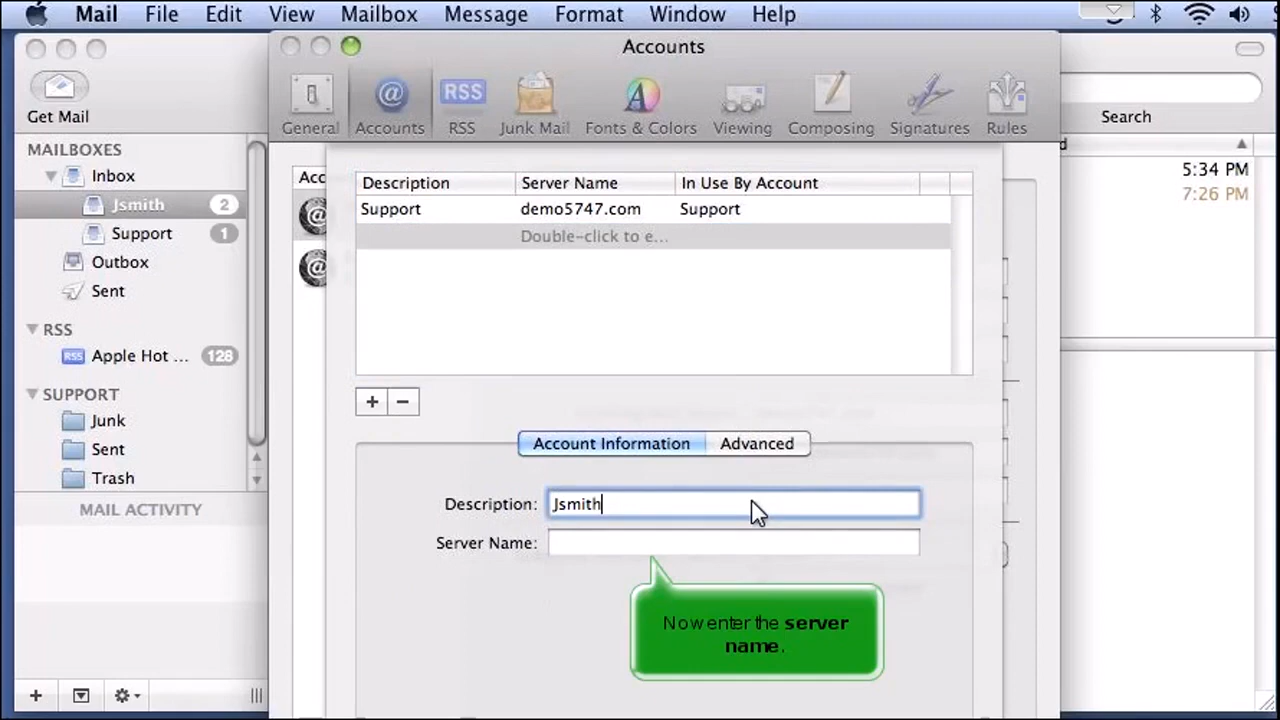 Mail File Edit View Mailbox Message Format Window Help
Accounts
Get Mail
General Accounts RSS Junk Mail Fonts & Colors Viewing Composing Signatures Rules
RSS
Search
MAILBOXES
Inbox
Jsmith 2
Support 1
Outbox
Sent
RSS
RSS Apple Hot ... 128
SUPPORT
Junk
Sent
Trash
MAIL ACTIVITY
Acc
Description Server Name In Use By Account
Support demo5747.com Support
Double-click to e...
+ −
Account Information Advanced
Description: Jsmith
Server Name:
Now enter the server
name.
d
5:34 PM
7:26 PM